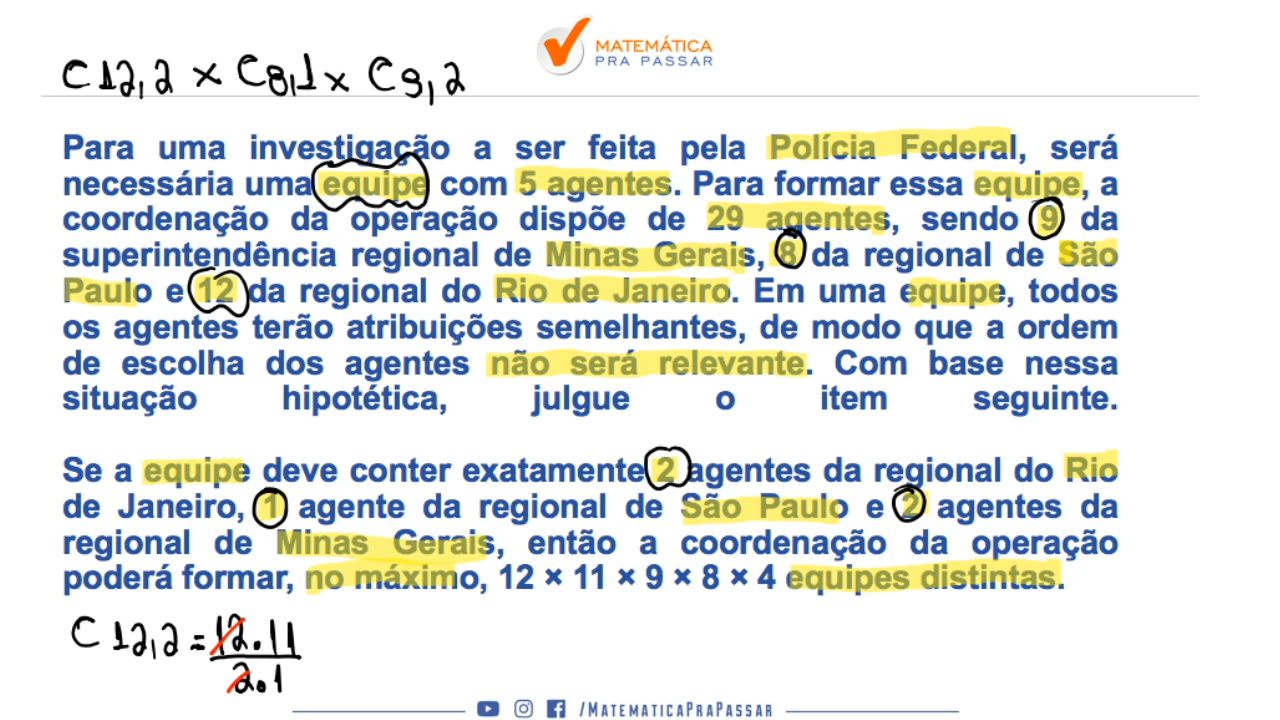 MATEMÁTICA
PRA PASSAR
C12,2 × C8,1 × C9,2
Para uma investigação a ser feita pela Polícia Federal, será
necessária uma equipe com 5 agentes. Para formar essa equipe, a
coordenação da operação dispõe de 29 agentes, sendo 9 da
superintendência regional de Minas Gerais, 8 da regional de São
Paulo e 12 da regional do Rio de Janeiro. Em uma equipe, todos
os agentes terão atribuições semelhantes, de modo que a ordem
de escolha dos agentes não será relevante. Com base nessa
situação hipotética, julgue o item seguinte.
Se a equipe deve conter exatamente 2 agentes da regional do Rio
de Janeiro, 1 agente da regional de São Paulo e 2 agentes da
regional de Minas Gerais, então a coordenação da operação
poderá formar, no máximo, 12 × 11 × 9 × 8 × 4 equipes distintas.
C12,2 = 12.11
2.1
/MATEMATICAPRAPASSAR